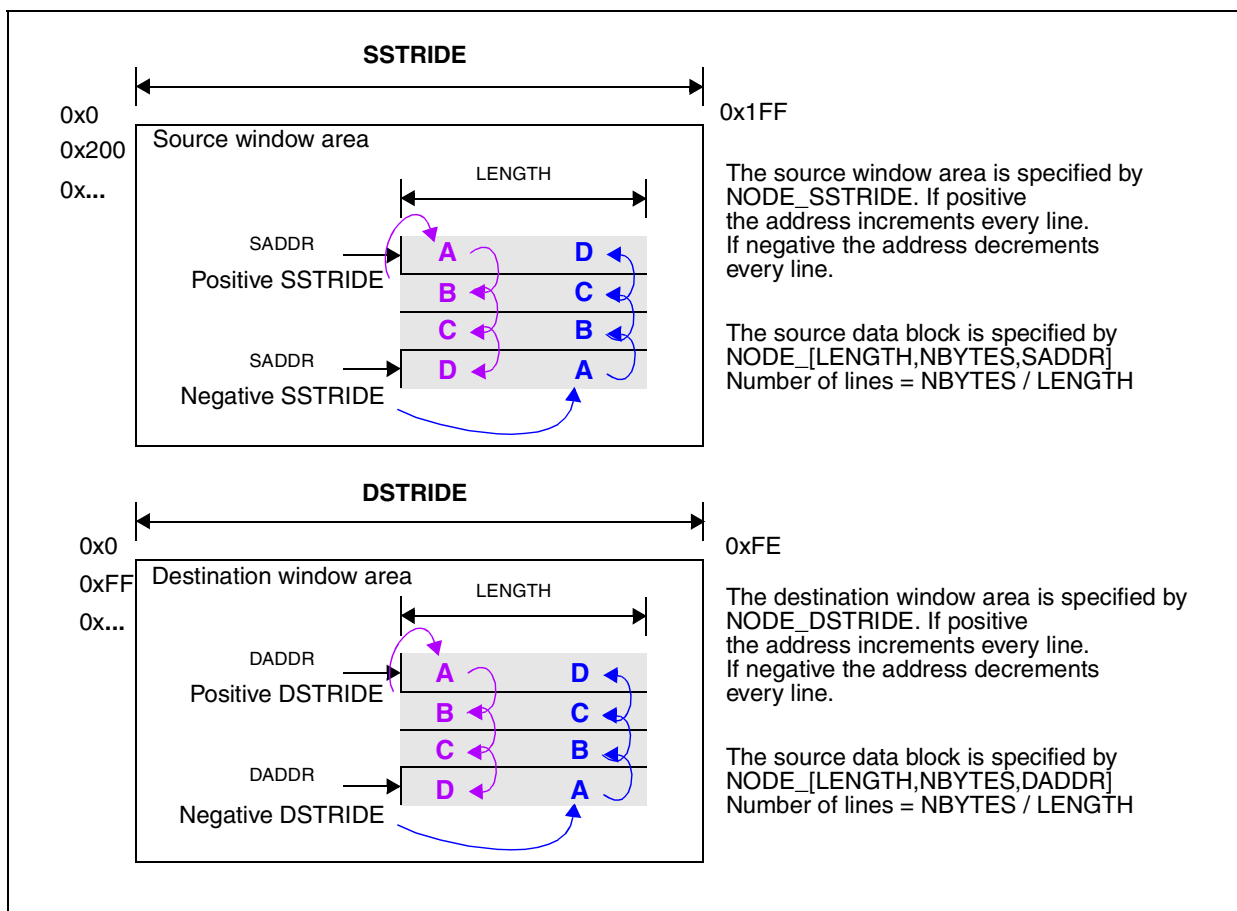 SSTRIDE
0x0
0x1FF
0x200
0x...
Source window area
LENGTH
SADDR
Positive SSTRIDE
A
D
B
C
C
B
SADDR
Negative SSTRIDE
D
A
The source window area is specified by
NODE_SSTRIDE. If positive
the address increments every line.
If negative the address decrements
every line.
The source data block is specified by
NODE_[LENGTH,NBYTES,SADDR]
Number of lines = NBYTES / LENGTH
DSTRIDE
0x0
0xFE
0xFF
0x...
Destination window area
LENGTH
DADDR
Positive DSTRIDE
A
D
B
C
C
B
DADDR
Negative DSTRIDE
D
A
The destination window area is specified by
NODE_DSTRIDE. If positive
the address increments every line.
If negative the address decrements
every line.
The source data block is specified by
NODE_[LENGTH,NBYTES,DADDR]
Number of lines = NBYTES / LENGTH